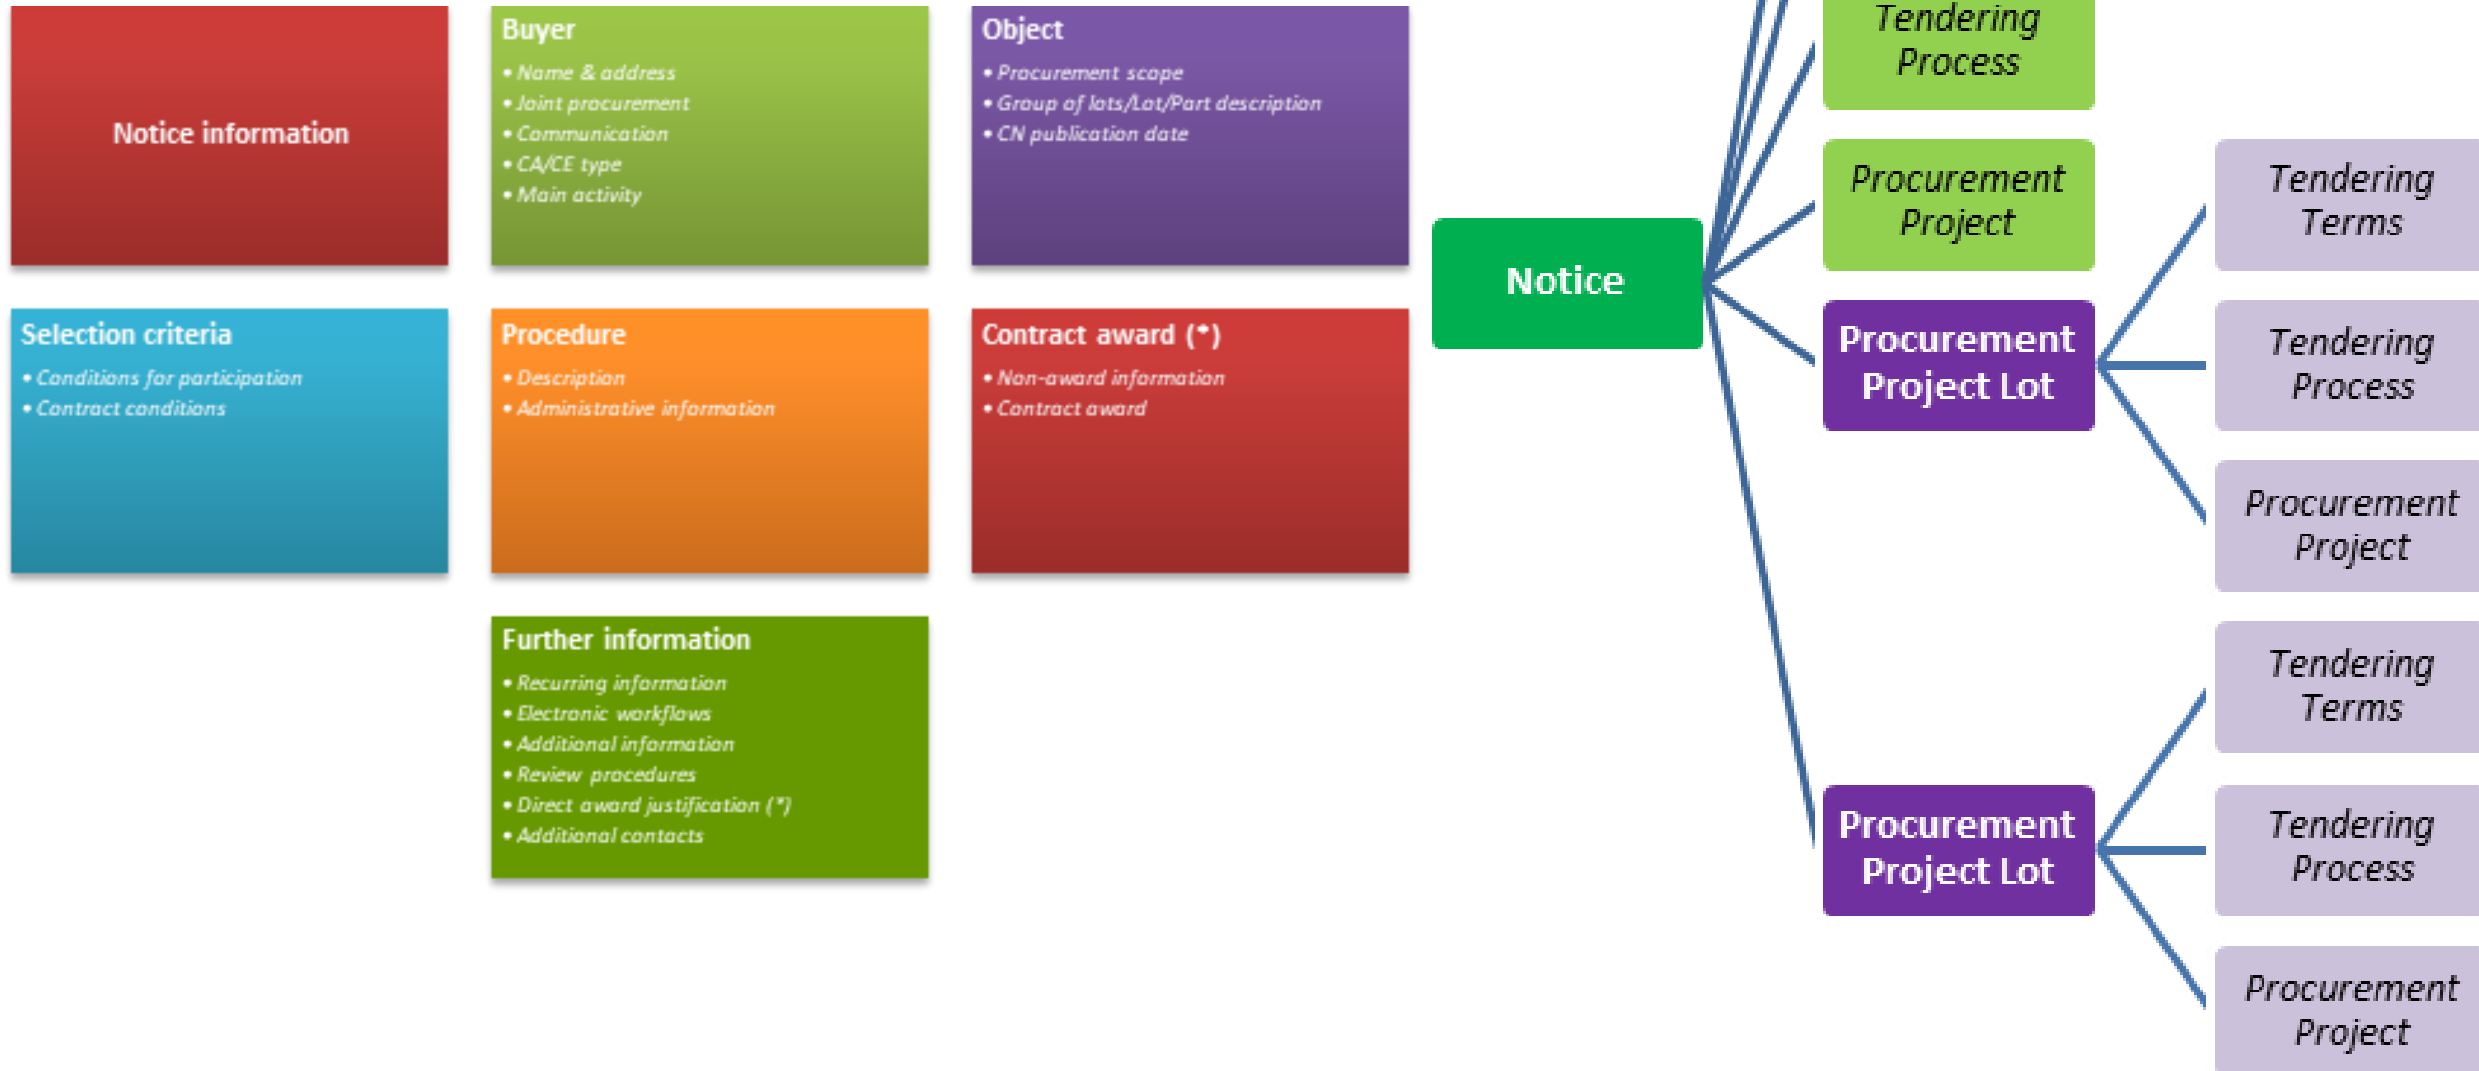 Notice information
Buyer
• Name & address
• Joint procurement
• Communication
• CA/CE type
• Main activity
Object
• Procurement scope
• Group of lots/Lot/Part description
• CN publication date
Selection criteria
• Conditions for participation
• Contract conditions
Procedure
• Description
• Administrative information
Contract award (*)
• Non-award information
• Contract award
Further information
• Recurring information
• Electronic workflows
• Additional information
• Review procedures
• Direct award justification (*)
• Additional contacts
Notice
Tendering
Process
Procurement
Project
Procurement
Project Lot
Tendering
Terms
Tendering
Process
Procurement
Project
Procurement
Project Lot
Tendering
Terms
Tendering
Process
Procurement
Project